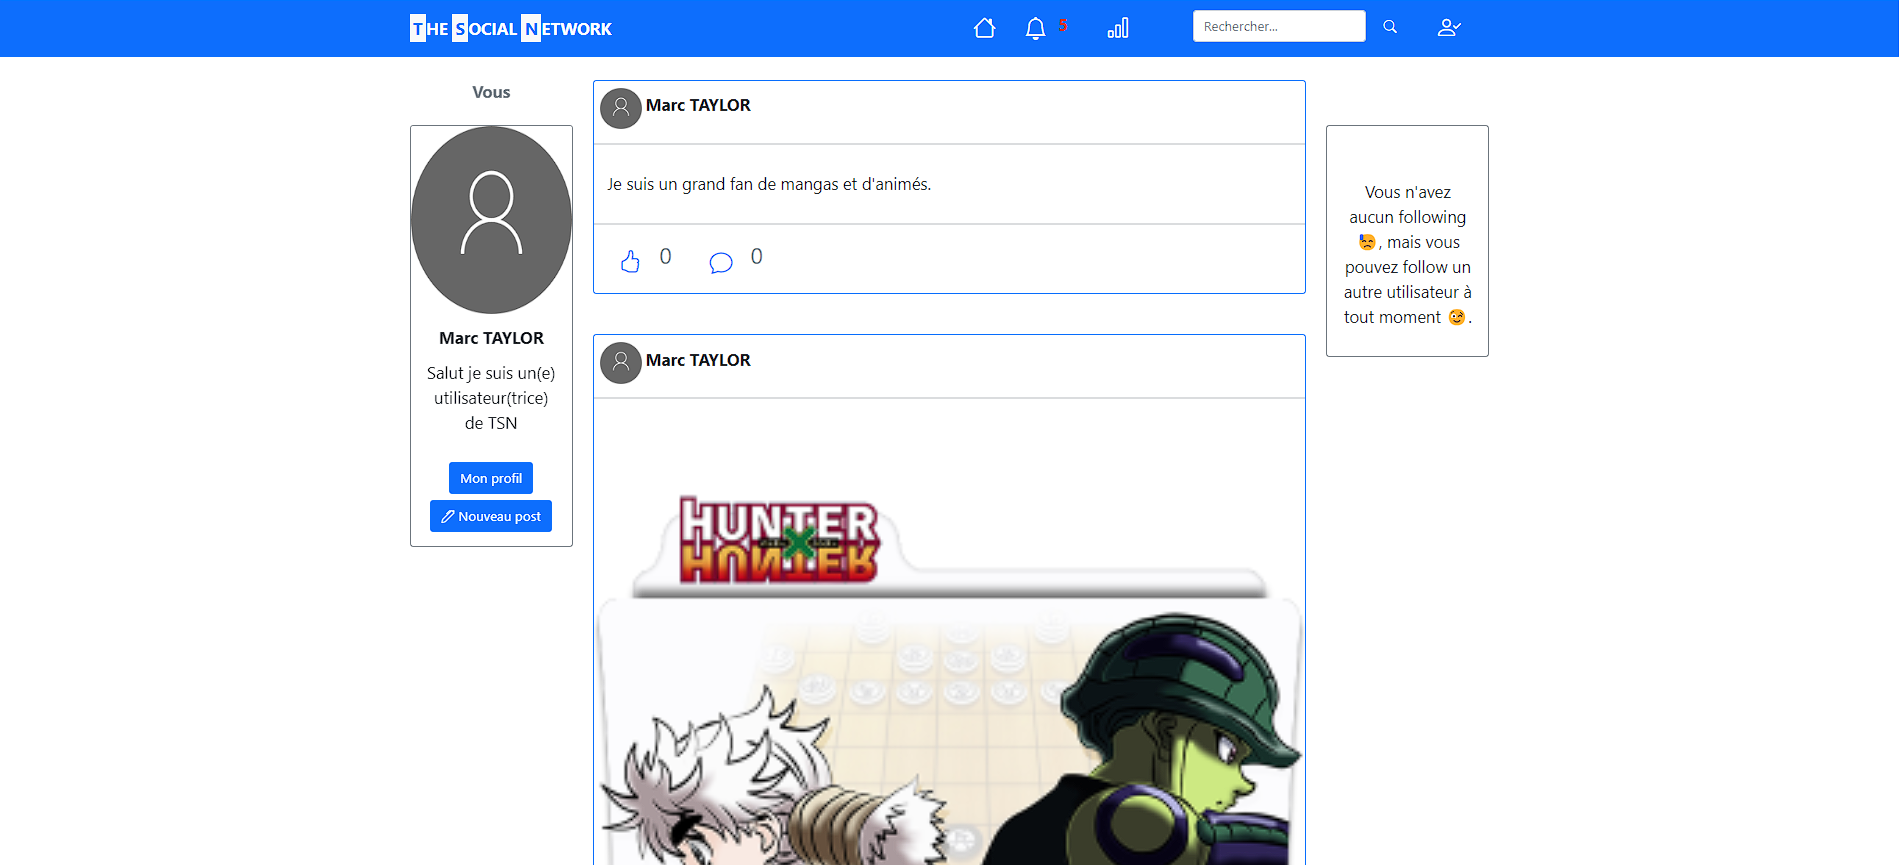 THE SOCIAL NETWORK
5
Rechercher...
Vous
Marc TAYLOR
Salut je suis un(e)
utilisateur(trice)
de TSN
Mon profil
Nouveau post
Marc TAYLOR
Je suis un grand fan de mangas et d'animés.
0 0
Marc TAYLOR
HUNTER
X
HUNTER
Vous n'avez
aucun following
😓, mais vous
pouvez follow un
autre utilisateur à
tout moment 😉.